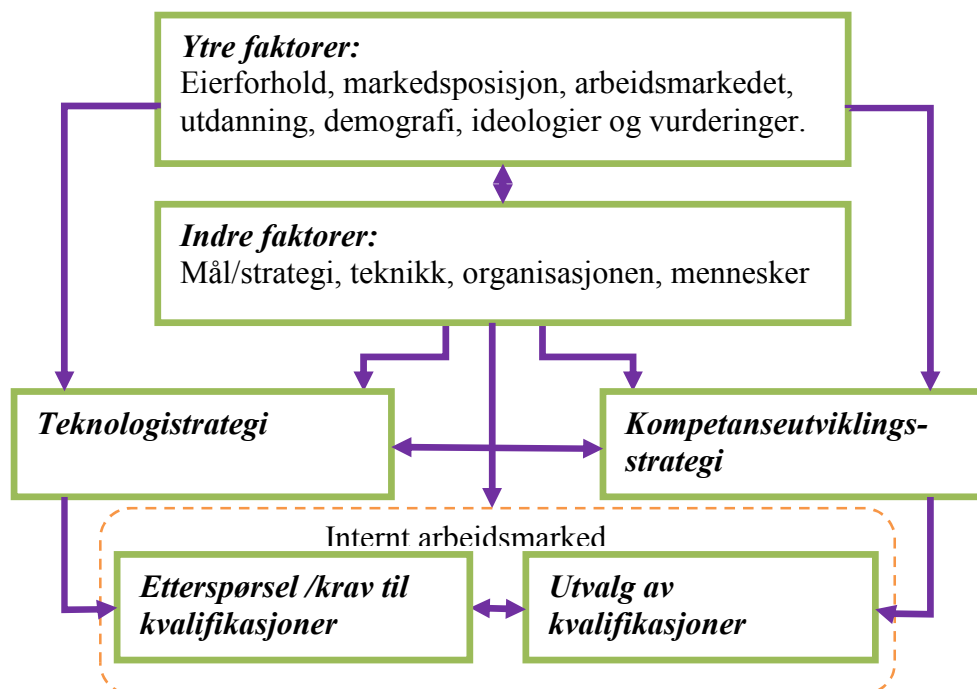 Ytre faktorer:
Eierforhold, markedsposisjon, arbeidsmarkedet,
utdanning, demografi, ideologier og vurderinger.
Indre faktorer:
Mål/strategi, teknikk, organisasjonen, mennesker
Teknologistrategi
Kompetanseutviklings-
strategi
Internt arbeidsmarked
Etterspørsel /krav til
kvalifikasjoner
Utvalg av
kvalifikasjoner